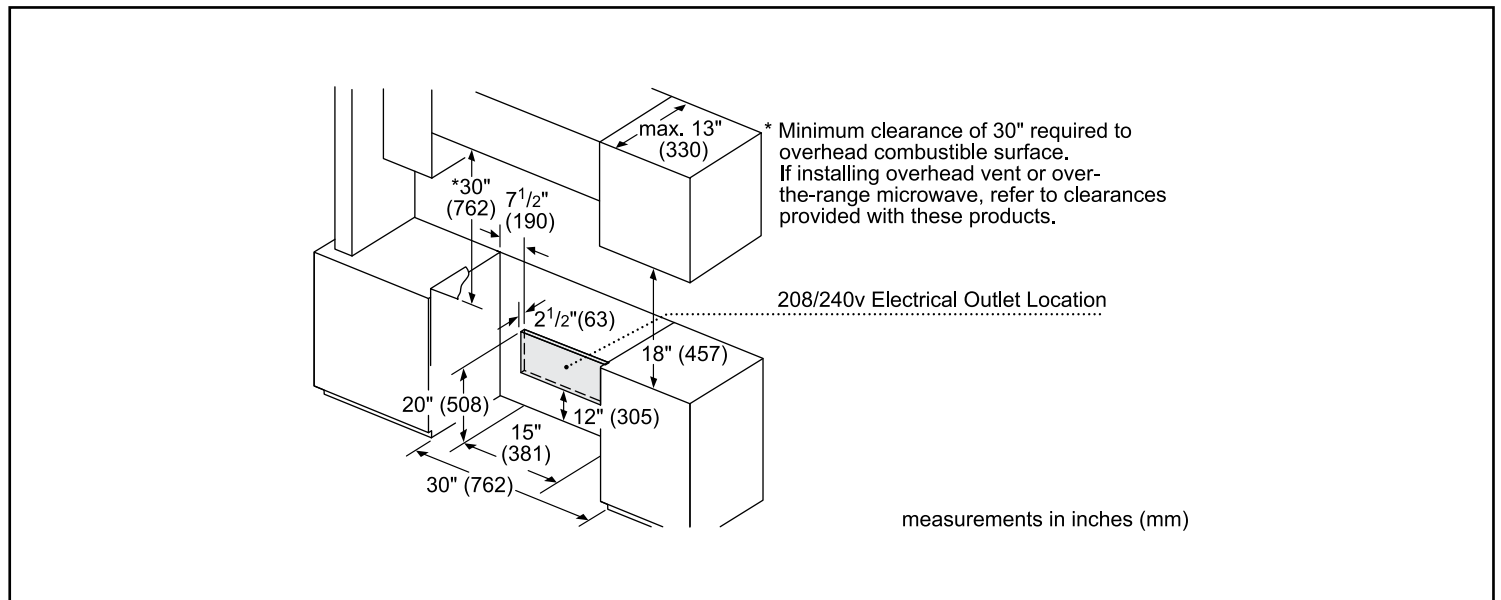 max. 13"
(330)
* Minimum clearance of 30" required to
overhead combustible surface.
If installing overhead vent or over-
the-range microwave, refer to clearances
provided with these products.
*30"
(762)
7 1/2"
(190)
208/240v Electrical Outlet Location
2 1/2"(63)
18" (457)
20" (508)
12" (305)
15"
(381)
30" (762)
measurements in inches (mm)